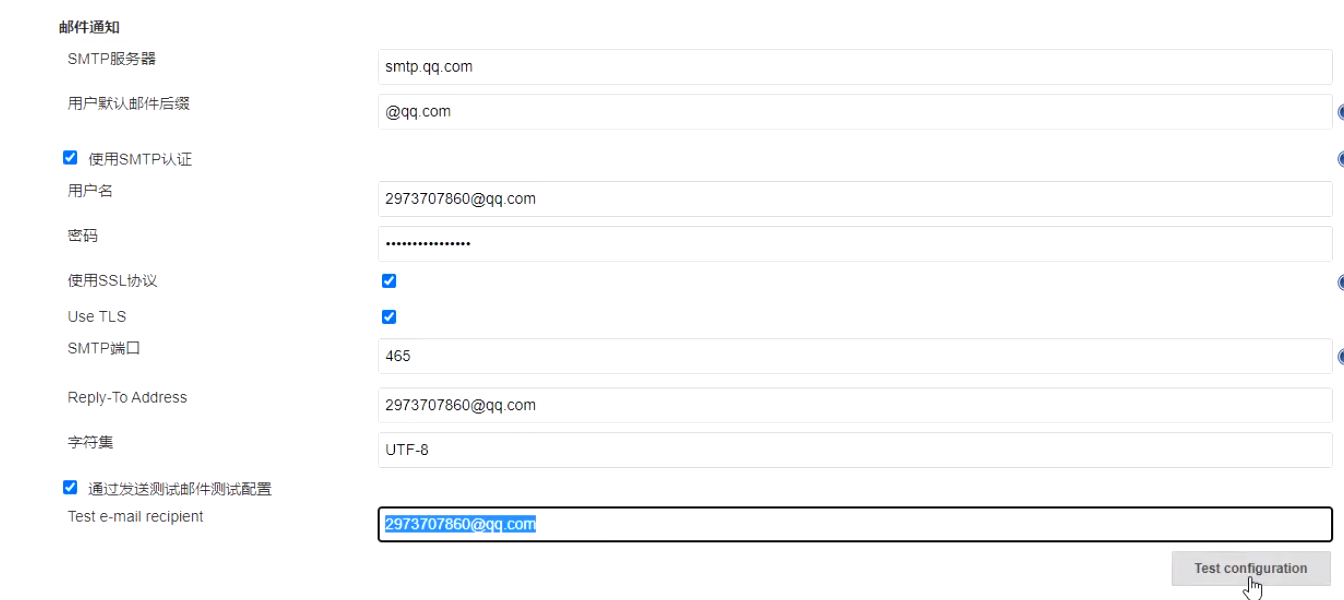 邮件通知
SMTP服务器
smtp.qq.com
用户默认邮件后缀
@qq.com
使用SMTP认证
用户名
2973707860@qq.com
密码
••••••••••••••••
使用SSL协议
Use TLS
SMTP端口
465
Reply-To Address
2973707860@qq.com
字符集
UTF-8
通过发送测试邮件测试配置
Test e-mail recipient
2973707860@qq.com
Test configuration